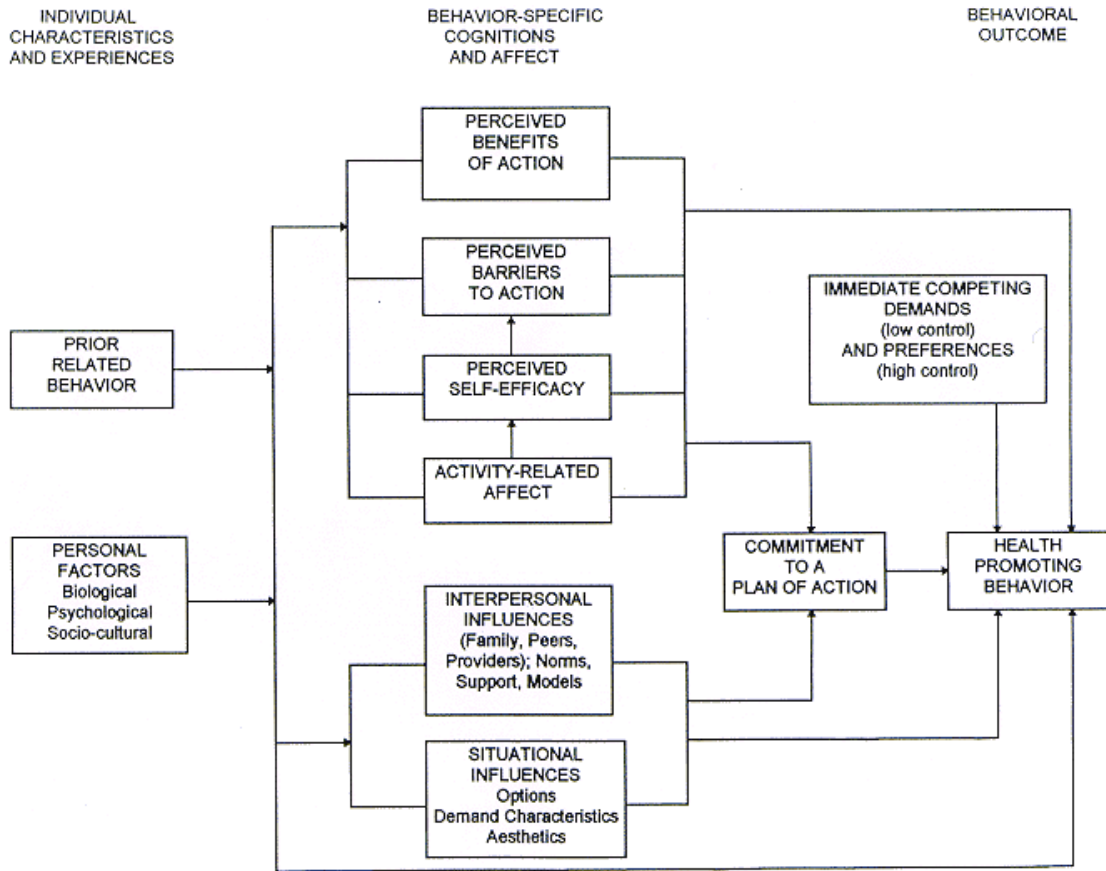 INDIVIDUAL
CHARACTERISTICS
AND EXPERIENCES
BEHAVIOR-SPECIFIC
COGNITIONS
AND AFFECT
BEHAVIORAL
OUTCOME
PERCEIVED
BENEFITS
OF ACTION
PERCEIVED
BARRIERS
TO ACTION
IMMEDIATE COMPETING
DEMANDS
(low control)
AND PREFERENCES
(high control)
PRIOR
RELATED
BEHAVIOR
PERCEIVED
SELF-EFFICACY
ACTIVITY-RELATED
AFFECT
PERSONAL
FACTORS
Biological
Psychological
Socio-cultural
COMMITMENT
TO A
PLAN OF ACTION
HEALTH
PROMOTING
BEHAVIOR
INTERPERSONAL
INFLUENCES
(Family, Peers,
Providers); Norms,
Support, Models
SITUATIONAL
INFLUENCES
Options
Demand Characteristics
Aesthetics